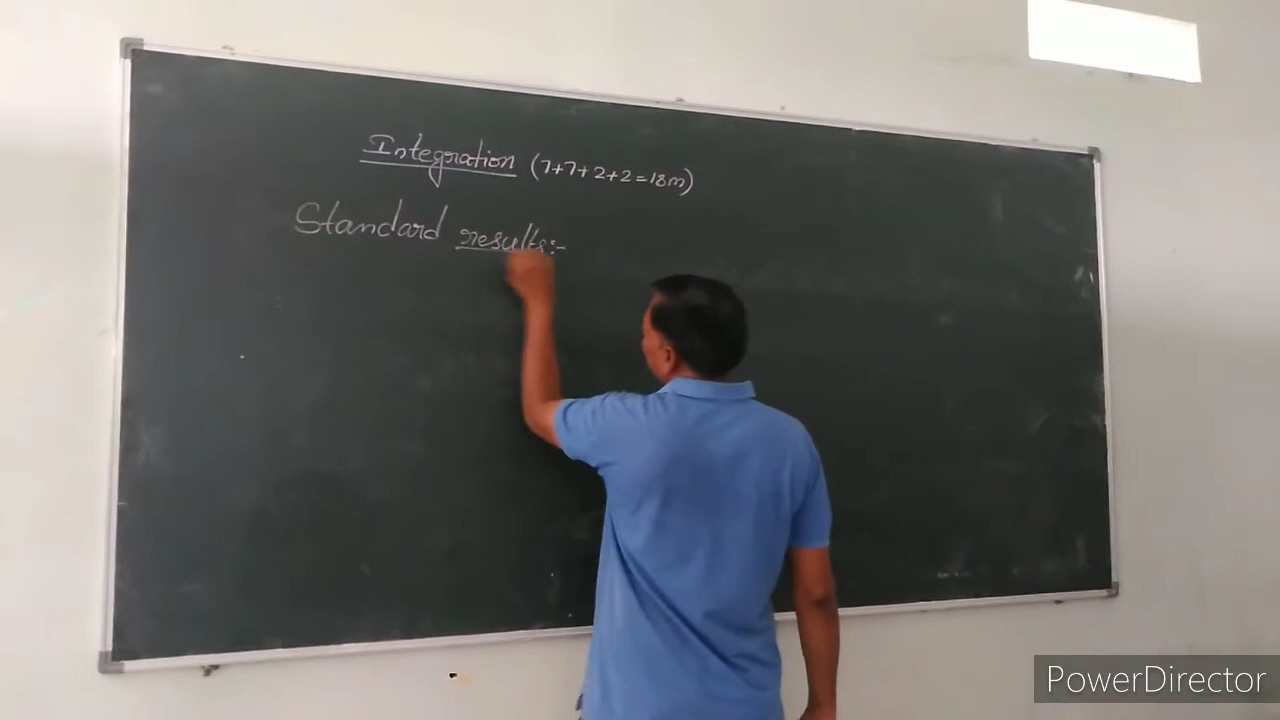 Integration (7+7+2+2=18m)
Standard results:-
PowerDirector